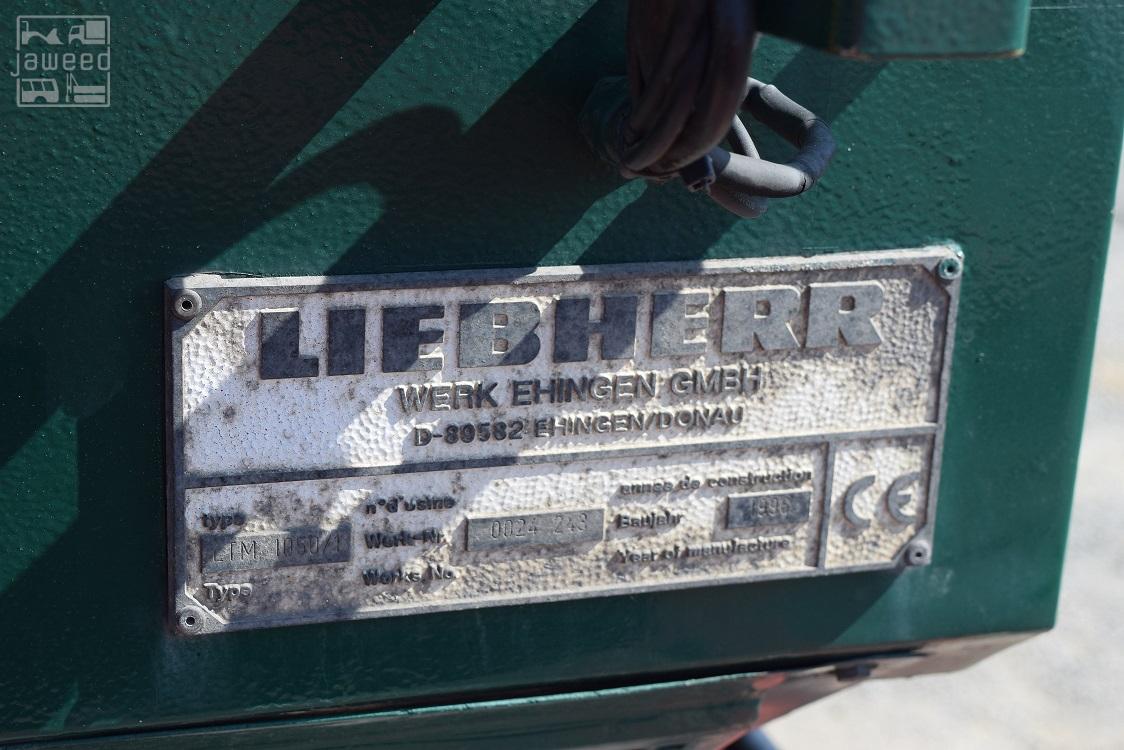 jaweed
LIEBHERR
WERK EHINGEN GMBH
D-89582 EHINGEN/DONAU
type
LTM 1050/1
Type
n° d'usine
Werk-Nr.
0024 243
Works. No.
annee de construction
Baujahr
1996
Year of manufacture
CE